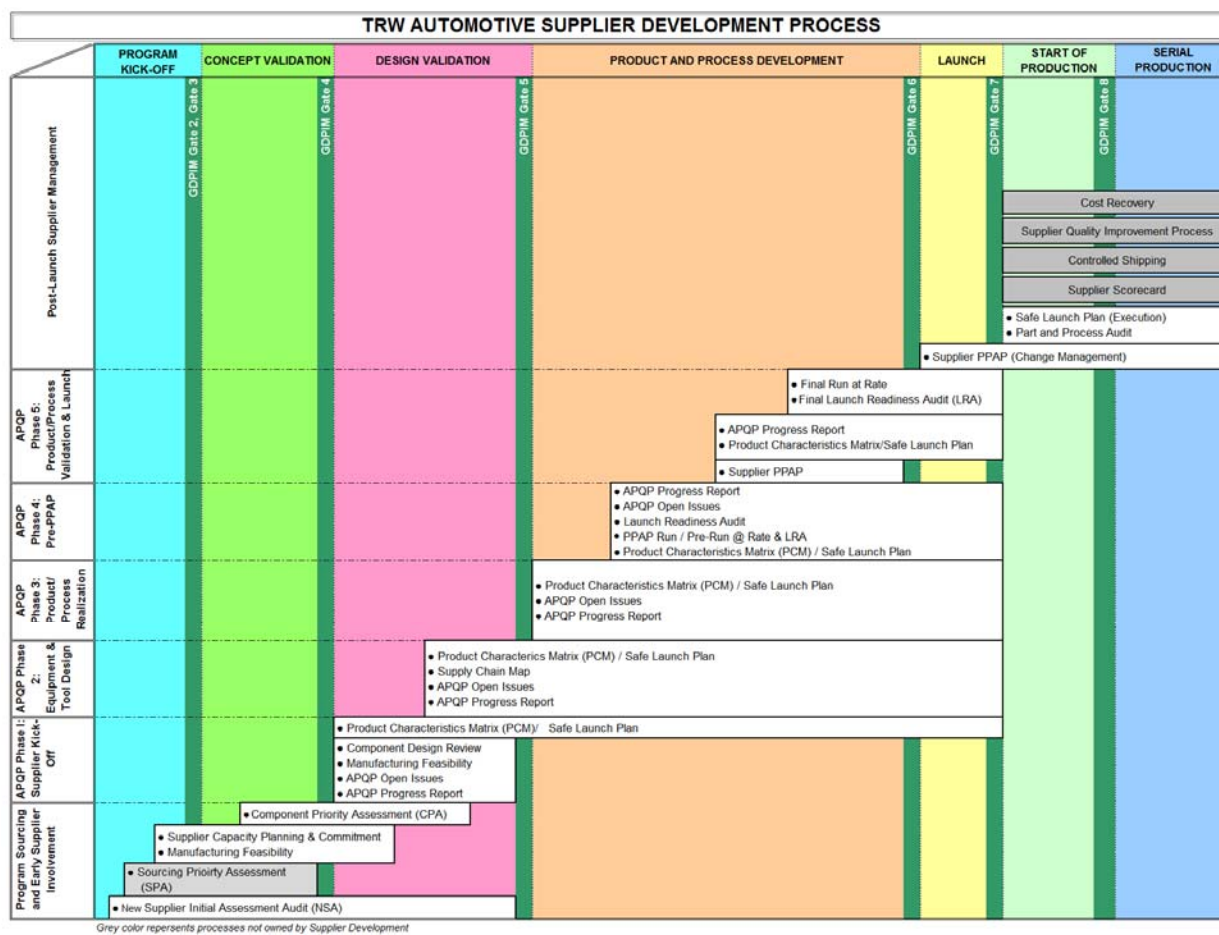 TRW AUTOMOTIVE SUPPLIER DEVELOPMENT PROCESS
PROGRAM
KICK-OFF
CONCEPT VALIDATION
DESIGN VALIDATION
PRODUCT AND PROCESS DEVELOPMENT
LAUNCH
START OF
PRODUCTION
SERIAL
PRODUCTION
GDPIM Gate 2, Gate 3
GDPIM Gate 4
GDPIM Gate 5
GDPIM Gate 6
GDPIM Gate 7
GDPIM Gate 8
Post-Launch Supplier Management
Cost Recovery
Supplier Quality Improvement Process
Controlled Shipping
Supplier Scorecard
• Safe Launch Plan (Execution)
• Part and Process Audit
• Supplier PPAP (Change Management)
APQP
Phase 5:
Product/Process
Validation & Launch
• Final Run at Rate
• Final Launch Readiness Audit (LRA)
• APQP Progress Report
• Product Characteristics Matrix/Safe Launch Plan
• Supplier PPAP
APQP
Phase 4:
Pre-PPAP
• APQP Progress Report
• APQP Open Issues
• Launch Readiness Audit
• PPAP Run / Pre-Run @ Rate & LRA
• Product Characteristics Matrix (PCM) / Safe Launch Plan
APQP
Phase 3:
Product/
Process
Realization
• Product Characteristics Matrix (PCM) / Safe Launch Plan
• APQP Open Issues
• APQP Progress Report
APQP Phase
2:
Equipment &
Tool Design
• Product Characterics Matrix (PCM) / Safe Launch Plan
• Supply Chain Map
• APQP Open Issues
• APQP Progress Report
APQP Phase I:
Supplier Kick-
Off
• Product Characteristics Matrix (PCM)/ Safe Launch Plan
• Component Design Review
• Manufacturing Feasibility
• APQP Open Issues
• APQP Progress Report
Program Sourcing
and Early Supplier
Involvement
• Component Priority Assessment (CPA)
• Supplier Capacity Planning & Commitment
• Manufacturing Feasibility
• Sourcing Prioirty Assessment
(SPA)
• New Supplier Initial Assessment Audit (NSA)
Grey color repersents processes not owned by Supplier Development